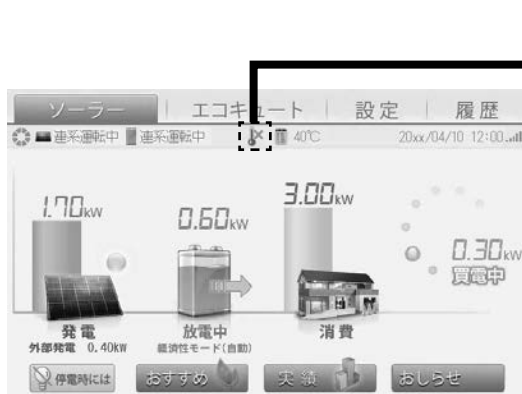 ソーラー エコキュート 設定 履歴
連系運転中 連系運転中 40℃ 20xx/04/10 12:00
1.70kW 0.60kW 3.00kW
0.30kW
買電中
発電 放電中 消費
外部発電 0.40kW 経済性モード(自動)
停電時には おすすめ 実績 おしらせ